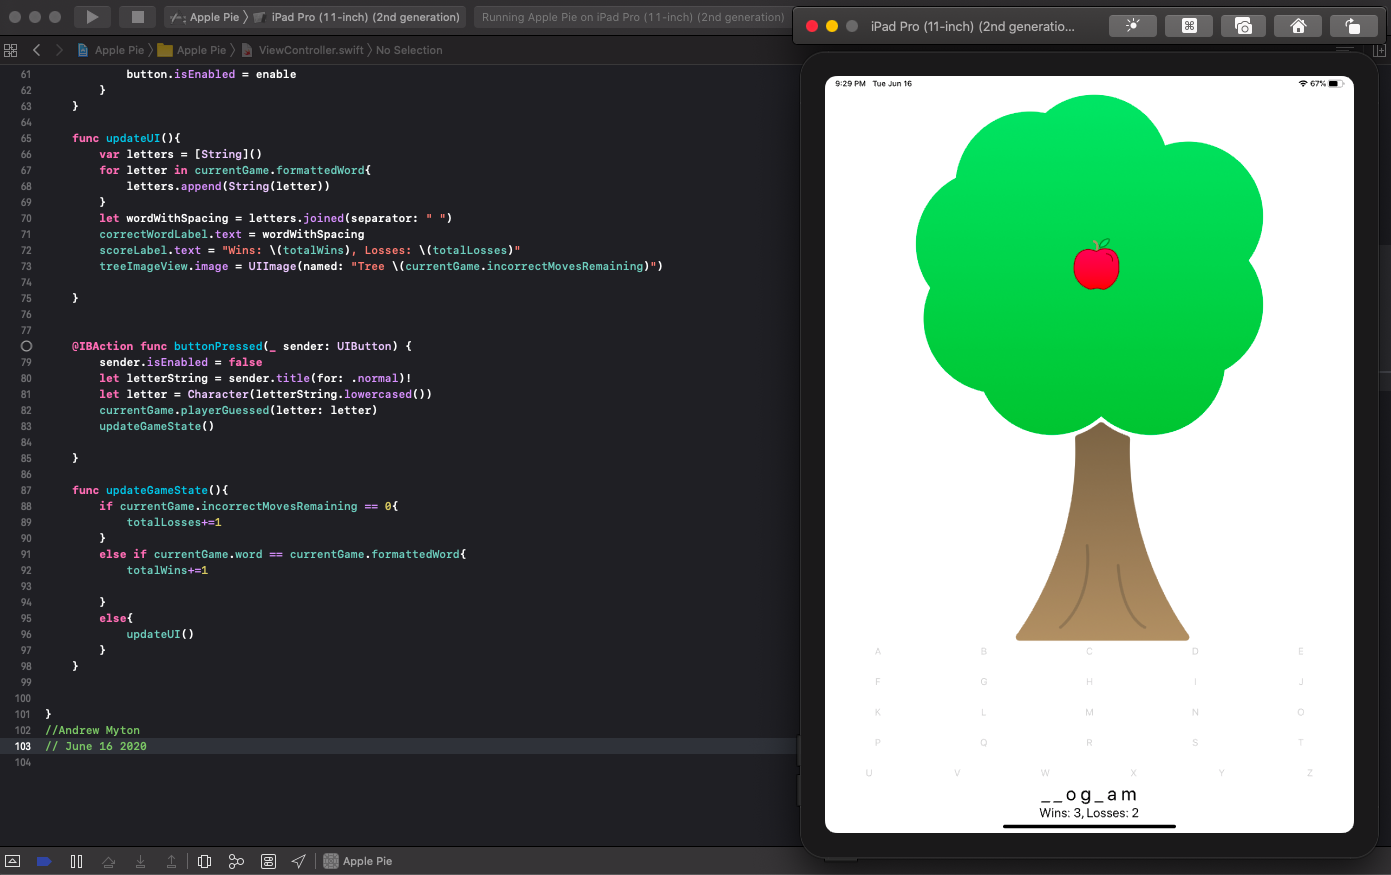 Apple Pie 〉 iPad Pro (11-inch) (2nd generation)
Running Apple Pie on iPad Pro (11-inch) (2nd generation)
iPad Pro (11-inch) (2nd generatio...
Apple Pie 〉 Apple Pie 〉 ViewController.swift 〉 No Selection
61 button.isEnabled = enable
62 }
63 }
64
65 func updateUI(){
66 var letters = [String]()
67 for letter in currentGame.formattedWord{
68 letters.append(String(letter))
69 }
70 let wordWithSpacing = letters.joined(separator: " ")
71 correctWordLabel.text = wordWithSpacing
72 scoreLabel.text = "Wins: \(totalWins), Losses: \(totalLosses)"
73 treeImageView.image = UIImage(named: "Tree \(currentGame.incorrectMovesRemaining)")
74
75 }
76
77
@IBAction func buttonPressed(_ sender: UIButton) {
79 sender.isEnabled = false
80 let letterString = sender.title(for: .normal)!
81 let letter = Character(letterString.lowercased())
82 currentGame.playerGuessed(letter: letter)
83 updateGameState()
84
85 }
86
87 func updateGameState(){
88 if currentGame.incorrectMovesRemaining == 0{
89 totalLosses+=1
90 }
91 else if currentGame.word == currentGame.formattedWord{
92 totalWins+=1
93
94 }
95 else{
96 updateUI()
97 }
98 }
99
100
101 }
102 //Andrew Myton
103 // June 16 2020
104
Apple Pie
9:29 PM Tue Jun 16
67%
A B C D E
F G H I J
K L M N O
P Q R S T
U V W X Y Z
_ _ o g _ a m
Wins: 3, Losses: 2